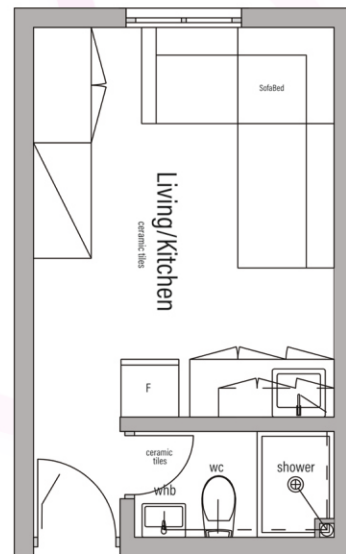 SofaBed
Living/Kitchen
ceramic tiles
F
ceramic
tiles
whb
wc
shower